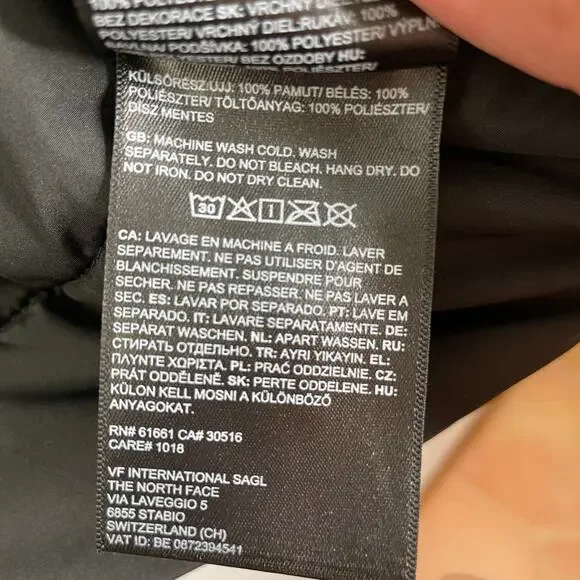 100% POLYESTER
BEZ DEKORACE SK: VRCHNÝ DIEL
VRCHNÝ DIEL-RUKÁV: 100%
PODŠÍVKA: 100% POLYESTER/ VÝPLŇ
POLYESTER/ BEZ OZDOBY HU:
KÜLSŐRÉSZ/UJJ: 100% PAMUT/ BÉLÉS: 100%
POLIÉSZTER/ TÖLTŐANYAG: 100% POLIÉSZTER/
DÍSZ MENTES
GB: MACHINE WASH COLD. WASH
SEPARATELY. DO NOT BLEACH. HANG DRY. DO
NOT IRON. DO NOT DRY CLEAN.
30
CA: LAVAGE EN MACHINE A FROID. LAVER
SEPAREMENT. NE PAS UTILISER D'AGENT DE
BLANCHISSEMENT. SUSPENDRE POUR
SECHER. NE PAS REPASSER. NE PAS LAVER A
SEC. ES: LAVAR POR SEPARADO. PT: LAVE EM
SEPARADO. IT: LAVARE SEPARATAMENTE. DE:
SEPARAT WASCHEN. NL: APART WASSEN. RU:
СТИРАТЬ ОТДЕЛЬНО. TR: AYRI YIKAYIN. EL:
ΠΛΥΝΤΕ ΧΩΡΙΣΤΑ. PL: PRAĆ ODDZIELNIE. CZ:
PRÁT ODDĚLENĚ. SK: PERTE ODDELENE. HU:
KÜLÖN KELL MOSNI A KÜLÖNBÖZŐ
ANYAGOKAT.
RN# 61661 CA# 30516
CARE# 1018
VF INTERNATIONAL SAGL
THE NORTH FACE
VIA LAVEGGIO 5
6855 STABIO
SWITZERLAND (CH)
VAT ID: BE 0872394541